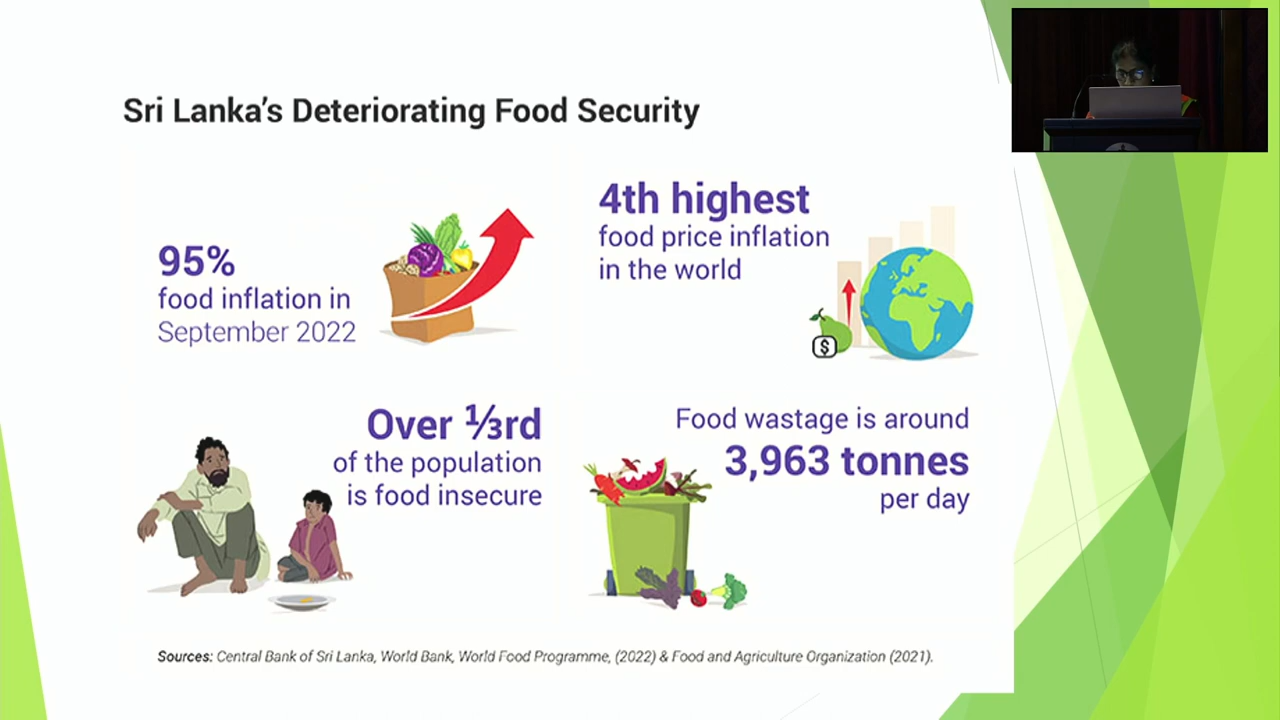 Sri Lanka's Deteriorating Food Security
95%
food inflation in
September 2022
4th highest
food price inflation
in the world
$
Over ⅓rd
of the population
is food insecure
Food wastage is around
3,963 tonnes
per day
Sources: Central Bank of Sri Lanka, World Bank, World Food Programme, (2022) & Food and Agriculture Organization (2021).